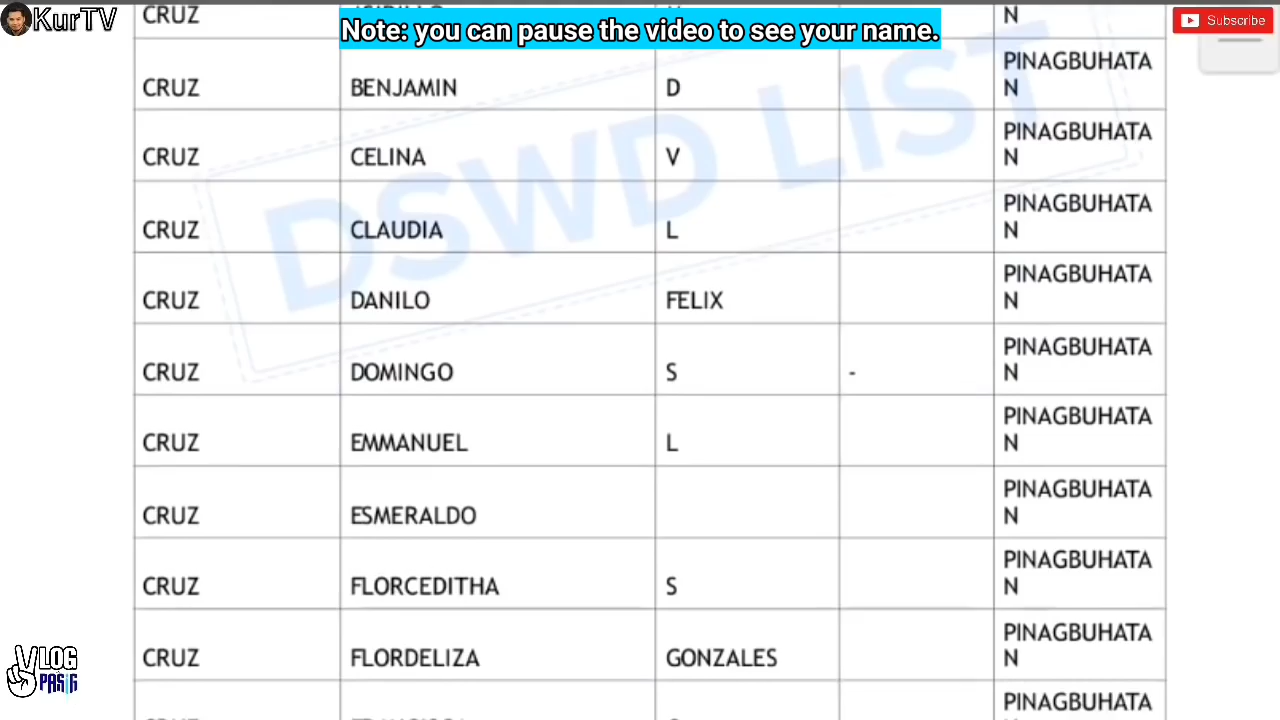 KurTV
Note: you can pause the video to see your name.
Subscribe
CRUZ N
PINAGBUHATA
CRUZ BENJAMIN D N
PINAGBUHATA
CRUZ CELINA V N
PINAGBUHATA
CRUZ CLAUDIA L N
PINAGBUHATA
CRUZ DANILO FELIX N
PINAGBUHATA
CRUZ DOMINGO S - N
PINAGBUHATA
CRUZ EMMANUEL L N
PINAGBUHATA
CRUZ ESMERALDO N
PINAGBUHATA
CRUZ FLORCEDITHA S N
PINAGBUHATA
CRUZ FLORDELIZA GONZALES N
PINAGBUHATA
DSWD LIST
VLOG
PASIG